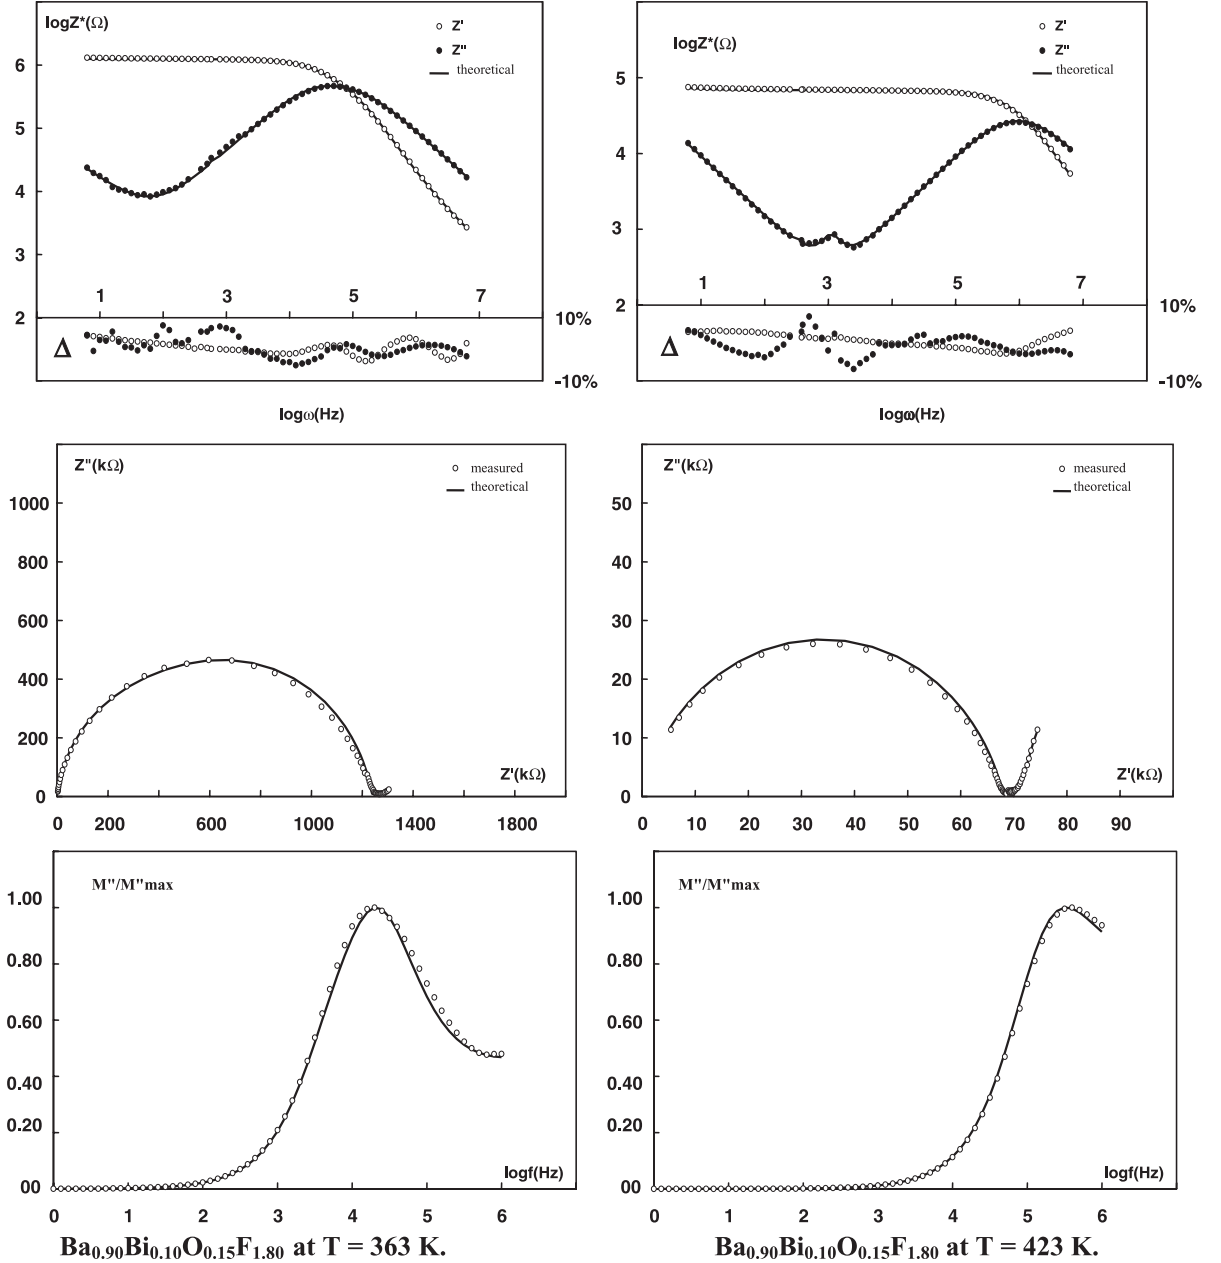 logZ*(Ω)
Z'
Z"
theoretical
6
5
4
3
2
1 3 5 7
10%
Δ
-10%
logω(Hz)
logZ*(Ω)
Z'
Z"
theoretical
5
4
3
2
1 3 5 7
10%
Δ
-10%
logω(Hz)
Z"(kΩ)
measured
theoretical
1000
800
600
400
200
0
Z'(kΩ)
0 200 600 1000 1400 1800
Z"(kΩ)
measured
theoretical
50
40
30
20
10
0
Z'(kΩ)
0 10 20 30 40 50 60 70 80 90
M"/M"max
1.00
0.80
0.60
0.40
0.20
00
logf(Hz)
0 1 2 3 4 5 6
Ba0.90Bi0.10O0.15F1.80 at T = 363 K.
M"/M"max
1.00
0.80
0.60
0.40
0.20
00
logf(Hz)
0 1 2 3 4 5 6
Ba0.90Bi0.10O0.15F1.80 at T = 423 K.